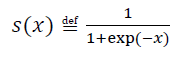 s(x) ≝ 1/(1+exp(−x))